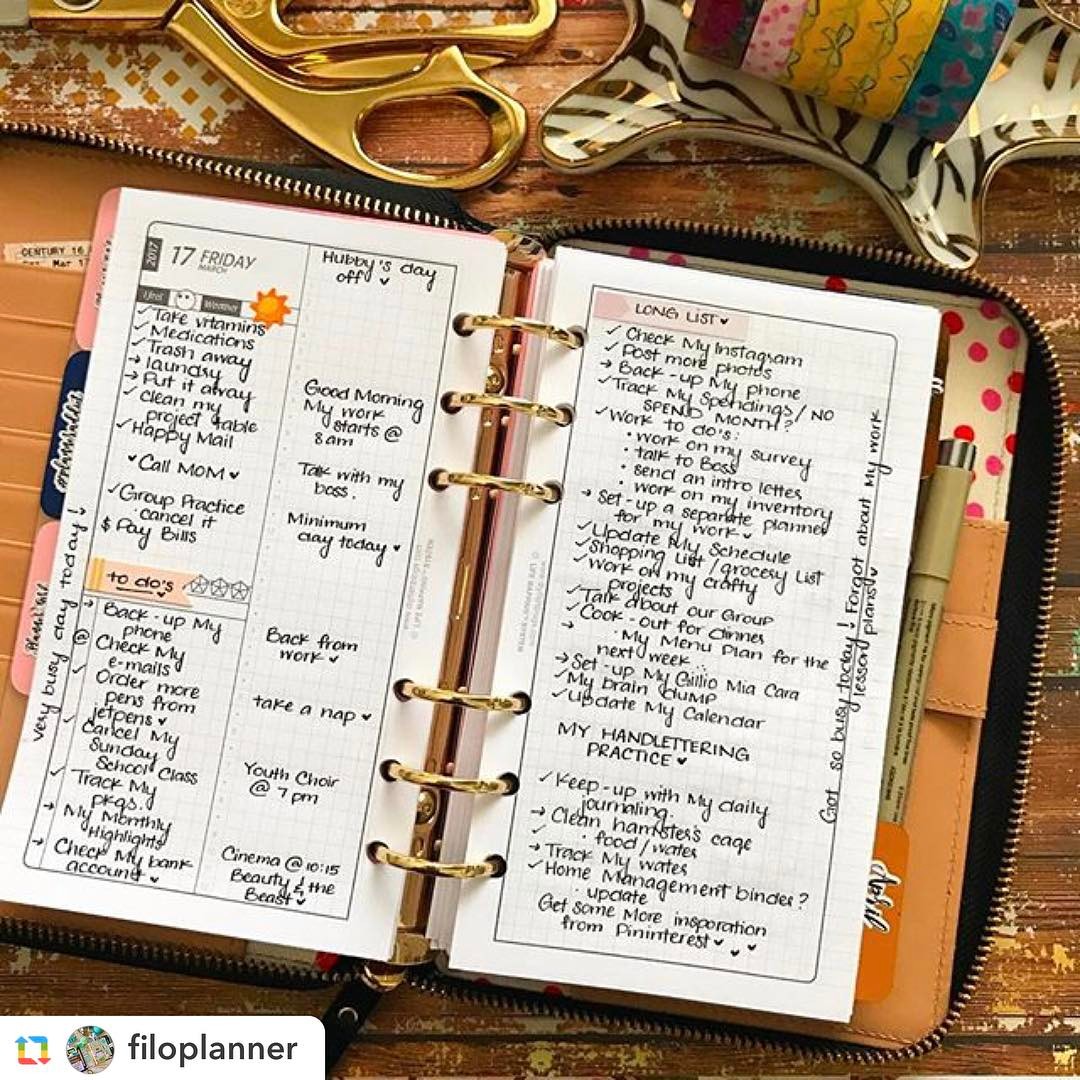 CENTURY 16
Mar 1
2017
17 FRIDAY
MARCH
I feel
Weather
✓ Take vitamins
✓ Medications
✓ Trash away
→ laundry
→ Put it away
✓ clean my
project table
✓ Happy Mail
♥ Call MOM ♥
✓ Group Practice
cancel it
$ Pay Bills
to do's
→ Back-up My
phone
@ Check My
e-mails
✓ Order more
pens from
jetpens ♥
✓ Cancel My
Sunday
School Class
✓ Track My
pkgs.
→ My Monthly
Highlights
→ Check My bank
account ♥
Very busy day today!
Hubby's day
off ♥
Good Morning
My work
starts @
8 am
Talk with my
boss.
Minimum
day today ♥
Back from
work ♥
take a nap ♥
Youth Choir
@ 7 pm
Cinema @ 10:15
Beauty & the
Beast ♥
LONG LIST ♥
✓ Check My Instagram
✓ Post more photos
→ Back-up My phone
✓ Track My Spendings / NO
SPEND MONTH?
✓ Work to do's:
• work on my survey
• talk to Boss
• send an intro letter
• work on my inventory
→ Set-up a separate planner
for my work ♥
✓ Update My Schedule
✓ Shopping List / grocery List
✓ Work on my crafty
projects
✓ Talk about our Group
✓ Cook-out for dinner
→ • My Menu Plan for the
next week...
→ Set-up My Gillio Mia Cara
→ My brain dump
✓ Update My Calendar
MY HANDLETTERING
PRACTICE ♥
✓ Keep-up with My daily
journaling.
→ Clean hamster's cage
✓ • food / water
→ Track My water
✓ Home Management binder?
• update
Get some More insporation
from Pininterest ♥ ♥ ♥
Got so busy today! Forgot about my work
lesson plans ♥
April
filoplanner